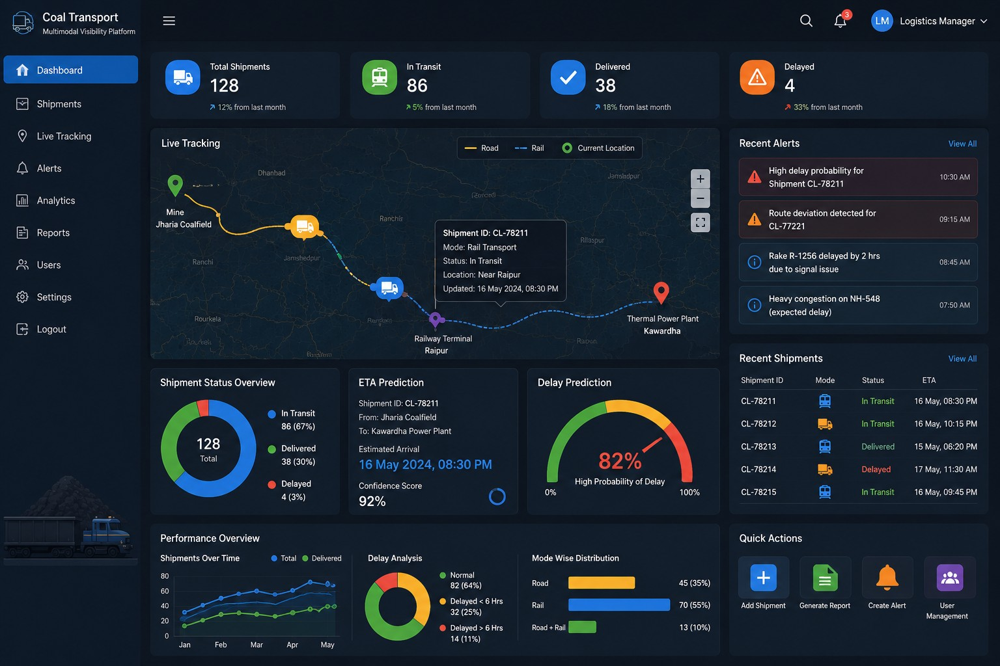 Coal Transport
Multimodal Visibility Platform
3
LM
Logistics Manager
Dashboard
Shipments
Live Tracking
Alerts
Analytics
Reports
Users
Settings
Logout
Total Shipments
128
12% from last month
In Transit
86
5% from last month
Delivered
38
18% from last month
Delayed
4
33% from last month
Live Tracking
Road
Rail
Current Location
Dhanbad
Jamshdpur
Mine
Jharia Coalfield
Ranchis
Rilaspur
Jamshedpur
Ranchi
Rourkela
+
−
Shipment ID: CL-78211
Mode: Rail Transport
Status: In Transit
Location: Near Raipur
Updated: 16 May 2024, 08:30 PM
Railway Terminal
Raipur
Thermal Power Plant
Kawardha
Recent Alerts
View All
High delay probability for
Shipment CL-78211
10:30 AM
Route deviation detected for
CL-77221
09:15 AM
Rake R-1256 delayed by 2 hrs
due to signal issue
08:45 AM
Heavy congestion on NH-548
(expected delay)
07:50 AM
Shipment Status Overview
128
Total
In Transit
86 (67%)
Delivered
38 (30%)
Delayed
4 (3%)
ETA Prediction
Shipment ID: CL-78211
From: Jharia Coalfield
To: Kawardha Power Plant
Estimated Arrival
16 May 2024, 08:30 PM
Confidence Score
92%
Delay Prediction
82%
High Probability of Delay
0%
100%
Recent Shipments
View All
Shipment ID Mode Status ETA
CL-78211 In Transit 16 May, 08:30 PM
CL-78212 In Transit 16 May, 10:15 PM
CL-78213 Delivered 15 May, 06:20 PM
CL-78214 Delayed 17 May, 11:30 AM
CL-78215 In Transit 16 May, 09:45 PM
Performance Overview
Shipments Over Time
Total
Delivered
80
60
40
20
0
Jan Feb Mar Apr May
Delay Analysis
Normal
82 (64%)
Delayed < 6 Hrs
32 (25%)
Delayed > 6 Hrs
14 (11%)
Mode Wise Distribution
Road 45 (35%)
Rail 70 (55%)
Road + Rail 13 (10%)
Quick Actions
Add Shipment
Generate Report
Create Alert
User
Management